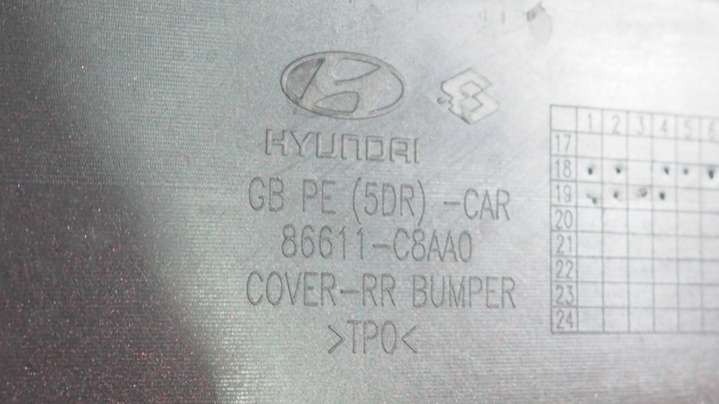 HYUNDAI
GB PE (5DR) -CAR
86611-C8AA0
COVER-RR BUMPER
>TPO<
1 2 3 4 5 6
17
18
19
20
21
22
23
24